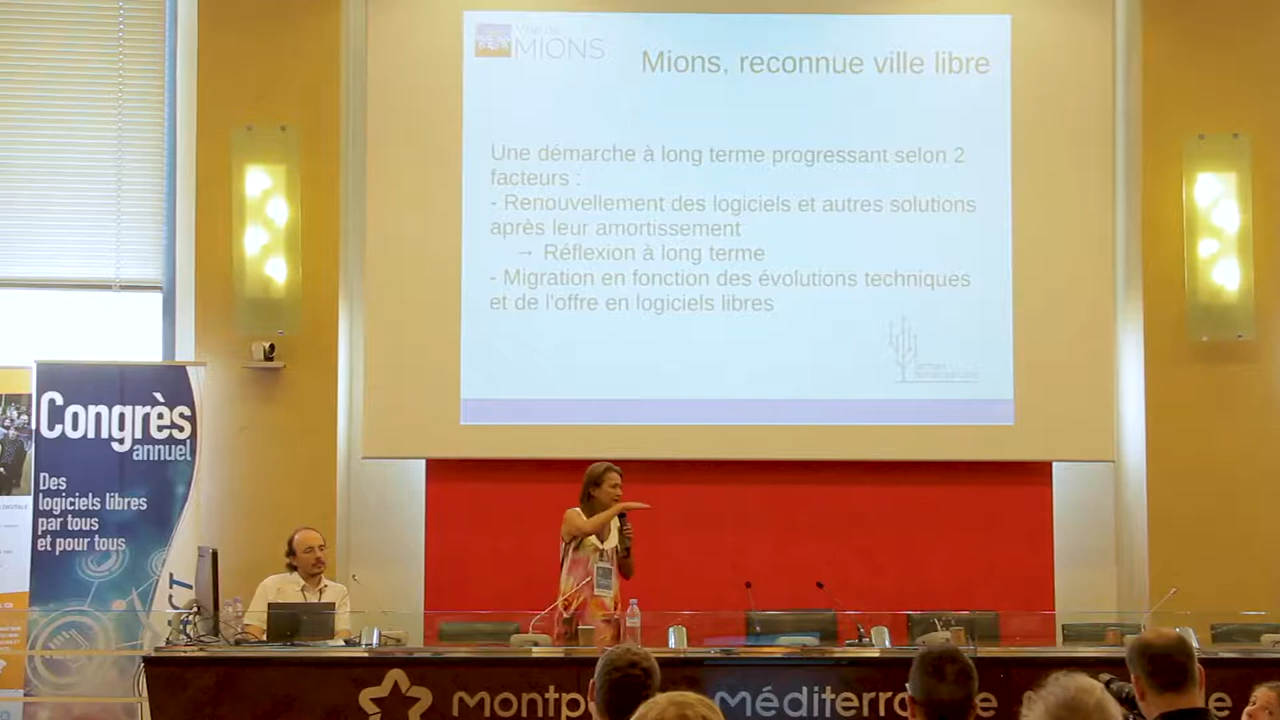 Ville de
MIONS
Mions, reconnue ville libre
Une démarche à long terme progressant selon 2
facteurs :
- Renouvellement des logiciels et autres solutions
après leur amortissement
→ Réflexion à long terme
- Migration en fonction des évolutions techniques
et de l'offre en logiciels libres
Congrès
annuel
Des
logiciels libres
par tous
et pour tous
montp
méditerra
e